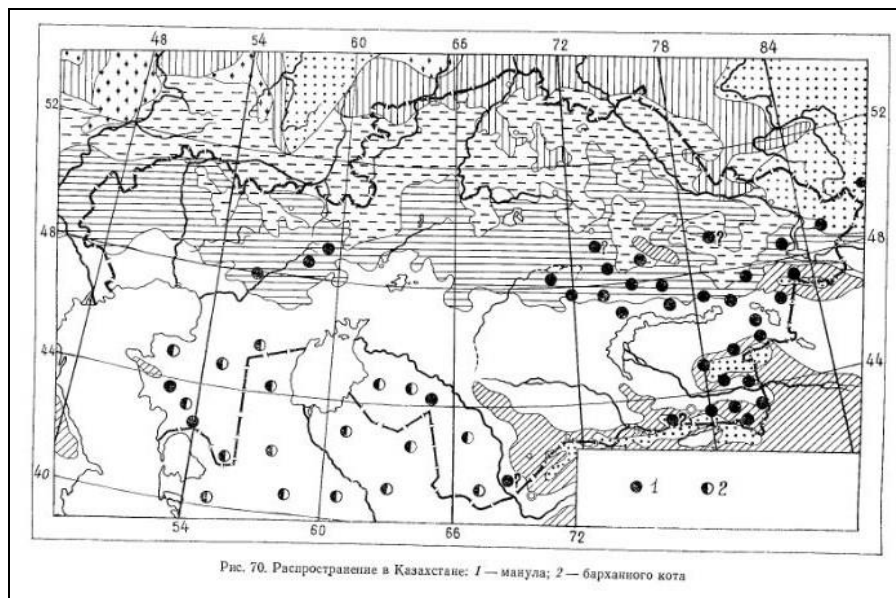 48 54 60 66 72 78 84
52 52
48 48
44 44
40
54 60 66 72
? ? ? ?
1 2
Рис. 70. Распространение в Казахстане: 1 — манула; 2 — барханного кота